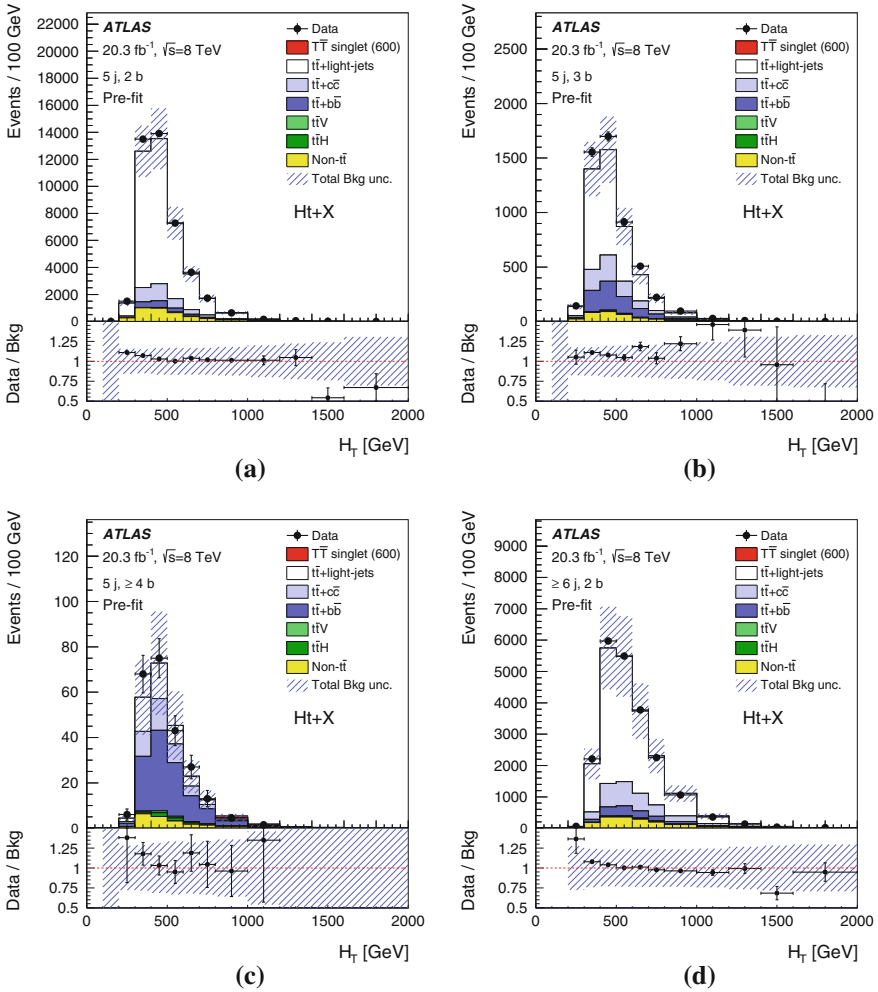 Events / 100 GeV
22000
20000
18000
16000
14000
12000
10000
8000
6000
4000
2000
0
ATLAS
20.3 fb⁻¹, √s=8 TeV
5 j, 2 b
Pre-fit
Data
TT̅ singlet (600)
tt̅+light-jets
tt̅+cc̅
tt̅+bb̅
tt̅V
tt̅H
Non-tt̅
Total Bkg unc.
Ht+X
Data / Bkg
1.25
1
0.75
0.5
0 500 1000 1500 2000
H_T [GeV]
(a)
Events / 100 GeV
2500
2000
1500
1000
500
0
ATLAS
20.3 fb⁻¹, √s=8 TeV
5 j, 3 b
Pre-fit
Data
TT̅ singlet (600)
tt̅+light-jets
tt̅+cc̅
tt̅+bb̅
tt̅V
tt̅H
Non-tt̅
Total Bkg unc.
Ht+X
Data / Bkg
1.25
1
0.75
0.5
0 500 1000 1500 2000
H_T [GeV]
(b)
Events / 100 GeV
120
100
80
60
40
20
0
ATLAS
20.3 fb⁻¹, √s=8 TeV
5 j, ≥ 4 b
Pre-fit
Data
TT̅ singlet (600)
tt̅+light-jets
tt̅+cc̅
tt̅+bb̅
tt̅V
tt̅H
Non-tt̅
Total Bkg unc.
Ht+X
Data / Bkg
1.25
1
0.75
0.5
0 500 1000 1500 2000
H_T [GeV]
(c)
Events / 100 GeV
9000
8000
7000
6000
5000
4000
3000
2000
1000
0
ATLAS
20.3 fb⁻¹, √s=8 TeV
≥ 6 j, 2 b
Pre-fit
Data
TT̅ singlet (600)
tt̅+light-jets
tt̅+cc̅
tt̅+bb̅
tt̅V
tt̅H
Non-tt̅
Total Bkg unc.
Ht+X
Data / Bkg
1.25
1
0.75
0.5
0 500 1000 1500 2000
H_T [GeV]
(d)